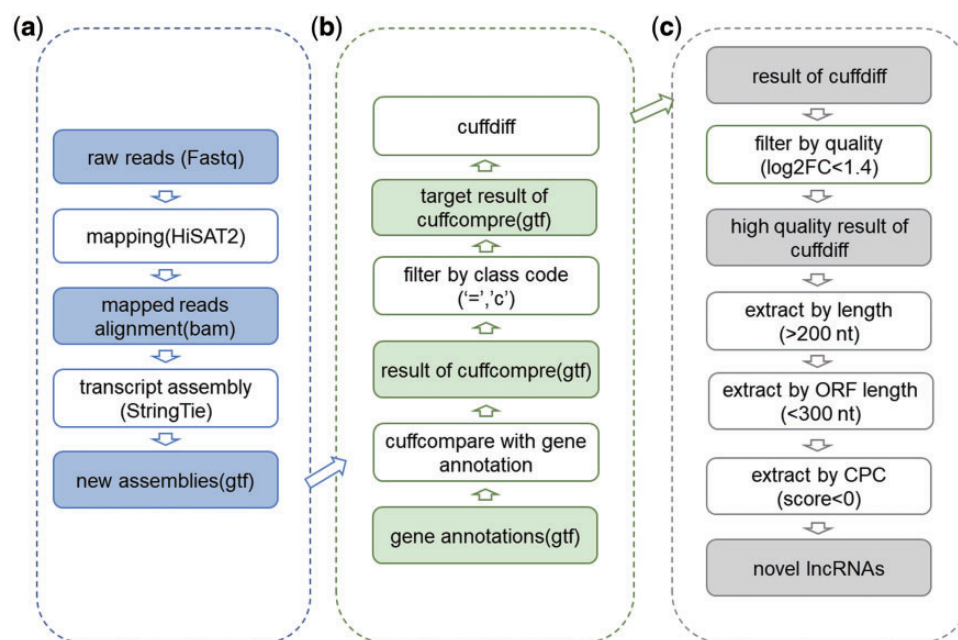 (a)
raw reads (Fastq)
mapping(HiSAT2)
mapped reads
alignment(bam)
transcript assembly
(StringTie)
new assemblies(gtf)
(b)
cuffdiff
target result of
cuffcompre(gtf)
filter by class code
('=','c')
result of cuffcompre(gtf)
cuffcompare with gene
annotation
gene annotations(gtf)
(c)
result of cuffdiff
filter by quality
(log2FC<1.4)
high quality result of
cuffdiff
extract by length
(>200 nt)
extract by ORF length
(<300 nt)
extract by CPC
(score<0)
novel lncRNAs